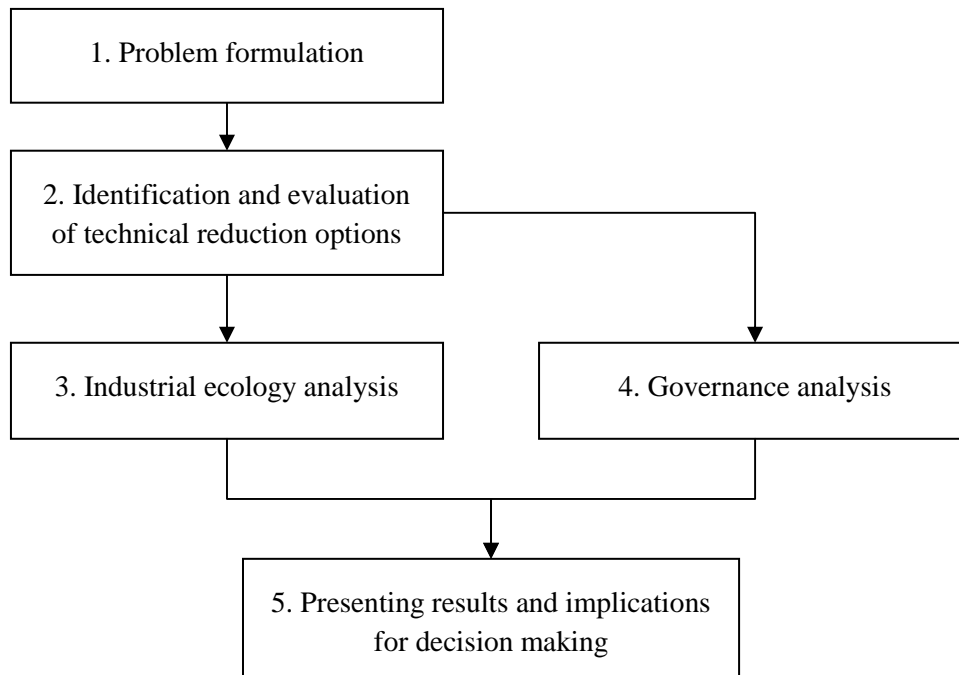 1. Problem formulation
2. Identification and evaluation
of technical reduction options
3. Industrial ecology analysis
4. Governance analysis
5. Presenting results and implications
for decision making